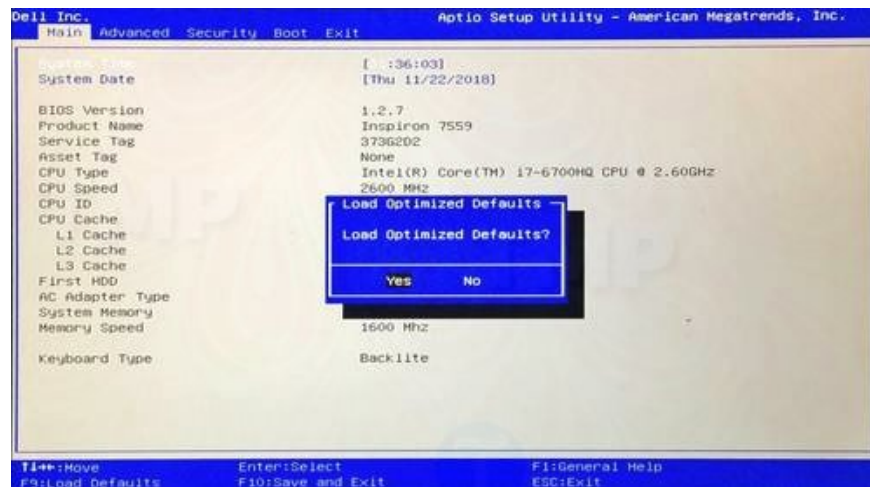 Dell Inc. Aptio Setup Utility - American Megatrends, Inc.
Main Advanced Security Boot Exit
[ :36:03]
System Date [Thu 11/22/2018]
BIOS Version 1.2.7
Product Name Inspiron 7559
Service Tag 373G2D2
Asset Tag None
CPU Type Intel(R) Core(TM) i7-6700HQ CPU @ 2.60GHz
CPU Speed 2600 MHz
CPU ID
CPU Cache
L1 Cache
L2 Cache
L3 Cache
First HDD
AC Adapter Type
System Memory
Memory Speed 1600 Mhz
Keyboard Type Backlite
Load Optimized Defaults
Load Optimized Defaults?
Yes No
↑↓→←:Move Enter:Select F1:General Help
F9:Load Defaults F10:Save and Exit ESC:Exit